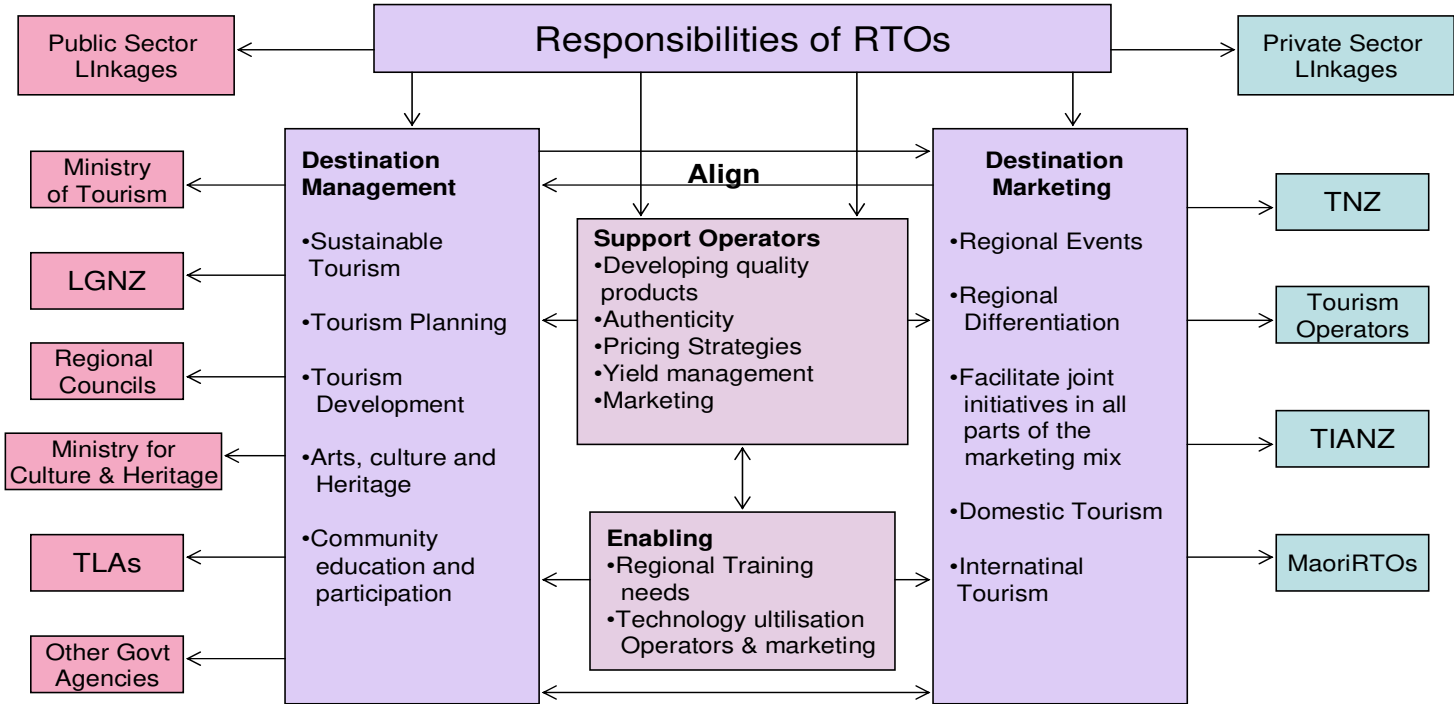 Responsibilities of RTOs
Public Sector
LInkages
Private Sector
LInkages
Ministry
of Tourism
LGNZ
Regional
Councils
Ministry for
Culture & Heritage
TLAs
Other Govt
Agencies
Destination
Management
•Sustainable
Tourism
•Tourism Planning
•Tourism
Development
•Arts, culture and
Heritage
•Community
education and
participation
Align
Support Operators
•Developing quality
products
•Authenticity
•Pricing Strategies
•Yield management
•Marketing
Enabling
•Regional Training
needs
•Technology ultilisation
Operators & marketing
Destination
Marketing
•Regional Events
•Regional
Differentiation
•Facilitate joint
initiatives in all
parts of the
marketing mix
•Domestic Tourism
•Internatinal
Tourism
TNZ
Tourism
Operators
TIANZ
MaoriRTOs